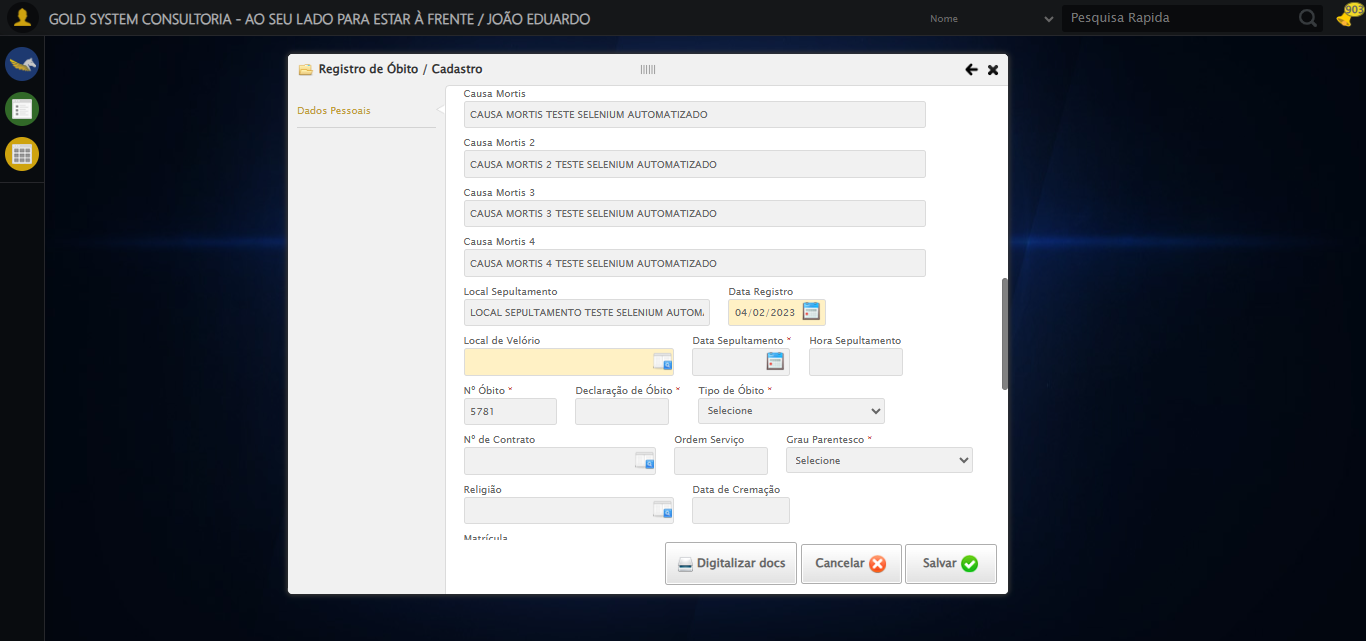 GOLD SYSTEM CONSULTORIA - AO SEU LADO PARA ESTAR À FRENTE / JOÃO EDUARDO
Nome
Pesquisa Rapida
903
Registro de Óbito / Cadastro
Dados Pessoais
Causa Mortis
CAUSA MORTIS TESTE SELENIUM AUTOMATIZADO
Causa Mortis 2
CAUSA MORTIS 2 TESTE SELENIUM AUTOMATIZADO
Causa Mortis 3
CAUSA MORTIS 3 TESTE SELENIUM AUTOMATIZADO
Causa Mortis 4
CAUSA MORTIS 4 TESTE SELENIUM AUTOMATIZADO
Local Sepultamento Data Registro
LOCAL SEPULTAMENTO TESTE SELENIUM AUTOM 04/02/2023
Local de Velório Data Sepultamento * Hora Sepultamento
Nº Óbito * Declaração de Óbito * Tipo de Óbito *
5781 Selecione
Nº de Contrato Ordem Serviço Grau Parentesco *
Selecione
Religião Data de Cremação
Matrícula
Digitalizar docs Cancelar Salvar